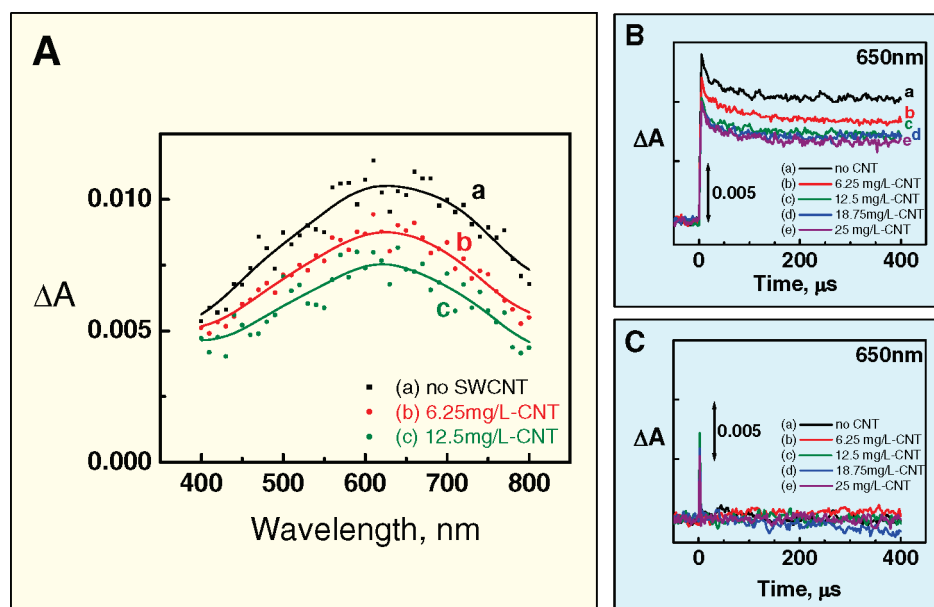 A
ΔA
0.010
0.005
0.000
a
b
c
(a) no SWCNT
(b) 6.25mg/L-CNT
(c) 12.5mg/L-CNT
400 500 600 700 800
Wavelength, nm
B
650nm
ΔA
a
b
c
d
e
0.005
(a) no CNT
(b) 6.25 mg/L-CNT
(c) 12.5 mg/L-CNT
(d) 18.75mg/L-CNT
(e) 25 mg/L-CNT
0 200 400
Time, μs
C
650nm
ΔA
0.005
(a) no CNT
(b) 6.25 mg/L-CNT
(c) 12.5 mg/L-CNT
(d) 18.75mg/L-CNT
(e) 25 mg/L-CNT
0 200 400
Time, μs